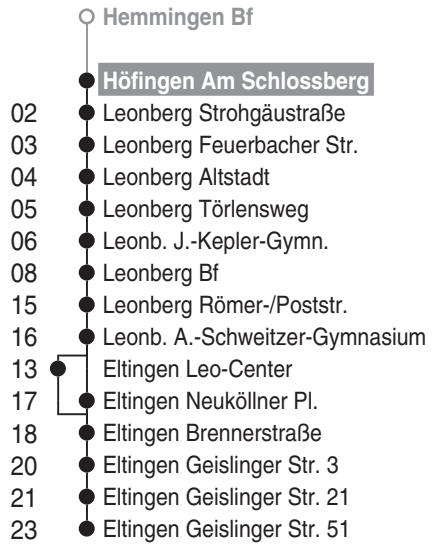 Hemmingen Bf
Höfingen Am Schlossberg
02 Leonberg Strohgäustraße
03 Leonberg Feuerbacher Str.
04 Leonberg Altstadt
05 Leonberg Törlensweg
06 Leonb. J.-Kepler-Gymn.
08 Leonberg Bf
15 Leonberg Römer-/Poststr.
16 Leonb. A.-Schweitzer-Gymnasium
13 Eltingen Leo-Center
17 Eltingen Neuköllner Pl.
18 Eltingen Brennerstraße
20 Eltingen Geislinger Str. 3
21 Eltingen Geislinger Str. 21
23 Eltingen Geislinger Str. 51